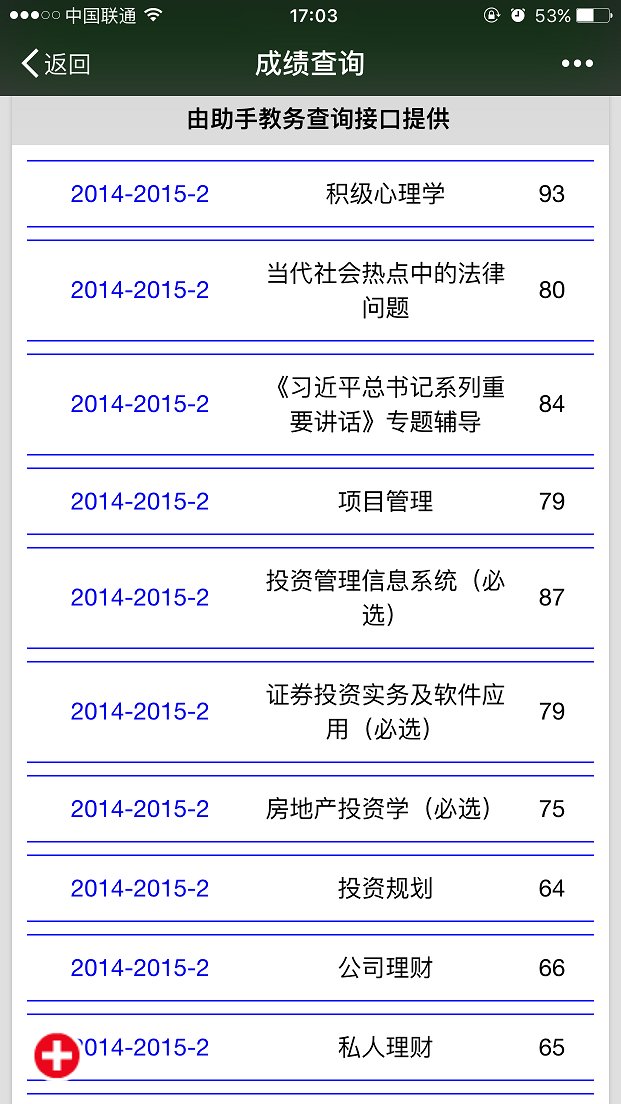 中国联通 17:03 53%
返回 成绩查询
由助手教务查询接口提供
2014-2015-2 积级心理学 93
当代社会热点中的法律
2014-2015-2 80
问题
《习近平总书记系列重
2014-2015-2 84
要讲话》专题辅导
2014-2015-2 项目管理 79
投资管理信息系统（必
2014-2015-2 87
选）
证券投资实务及软件应
2014-2015-2 79
用（必选）
2014-2015-2 房地产投资学（必选） 75
2014-2015-2 投资规划 64
2014-2015-2 公司理财 66
014-2015-2 私人理财 65